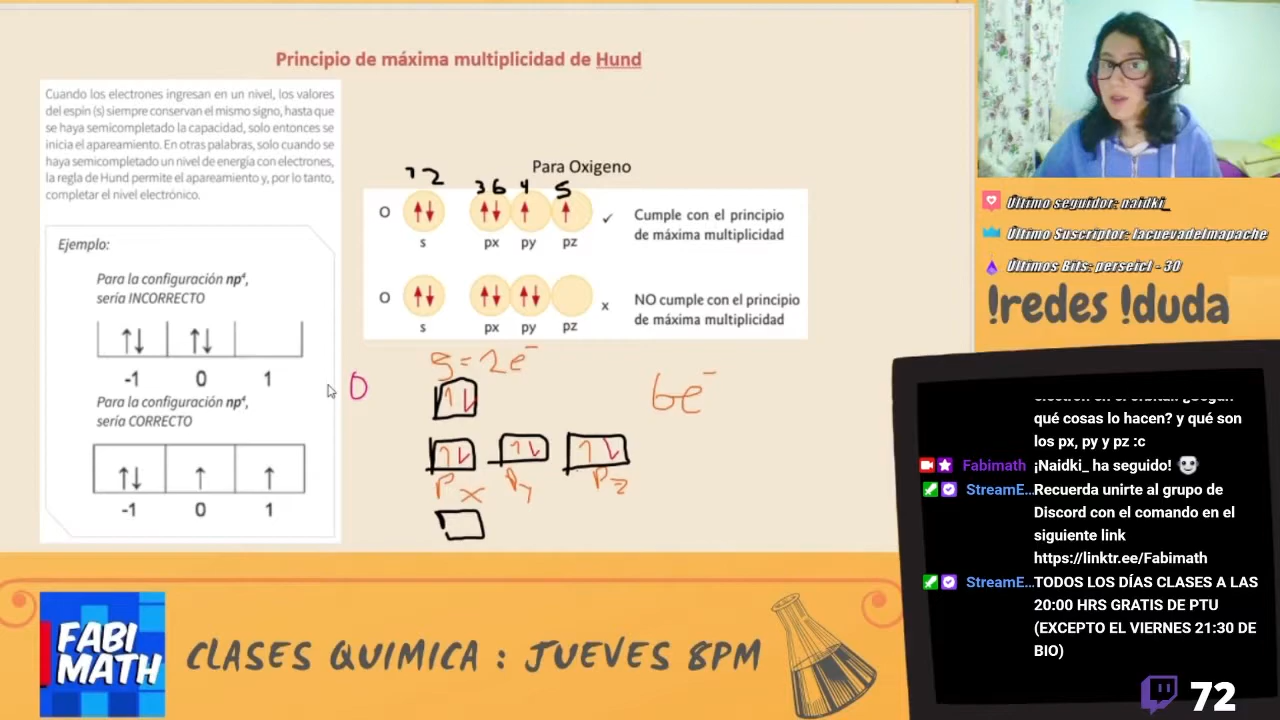 Principio de máxima multiplicidad de Hund
Cuando los electrones ingresan en un nivel, los valores
del espín (s) siempre conservan el mismo signo, hasta que
se haya semicompletado la capacidad, solo entonces se
inicia el apareamiento. En otras palabras, solo cuando se
haya semicompletado un nivel de energía con electrones,
la regla de Hund permite el apareamiento y, por lo tanto,
completar el nivel electrónico.
Ejemplo:
Para la configuración np⁴,
sería INCORRECTO
↑↓ ↑↓
-1 0 1
Para la configuración np⁴,
sería CORRECTO
↑↓ ↑ ↑
-1 0 1
Para Oxigeno
1 2 3 6 4 5
O ↑↓ ↑↓ ↑ ↑ ✓ Cumple con el principio
de máxima multiplicidad
s px py pz
O ↑↓ ↑↓ ↑↓ x NO cumple con el principio
de máxima multiplicidad
s px py pz
s = 2e⁻
O
↑↓
6e⁻
↑↓ ↑↓ ↑↓
Px Py Pz
Último seguidor: naidki_
Último Suscriptor: lacuevadelmapache
Últimos Bits: perseicl - 30
!redes !duda
qué cosas lo hacen? y qué son
los px, py y pz :c
Fabimath ¡Naidki_ ha seguido!
StreamE... Recuerda unirte al grupo de
Discord con el comando en el
siguiente link
https://linktr.ee/Fabimath
StreamE... TODOS LOS DÍAS CLASES A LAS
20:00 HRS GRATIS DE PTU
(EXCEPTO EL VIERNES 21:30 DE
BIO)
72
FABI
MATH
CLASES QUIMICA : JUEVES 8PM